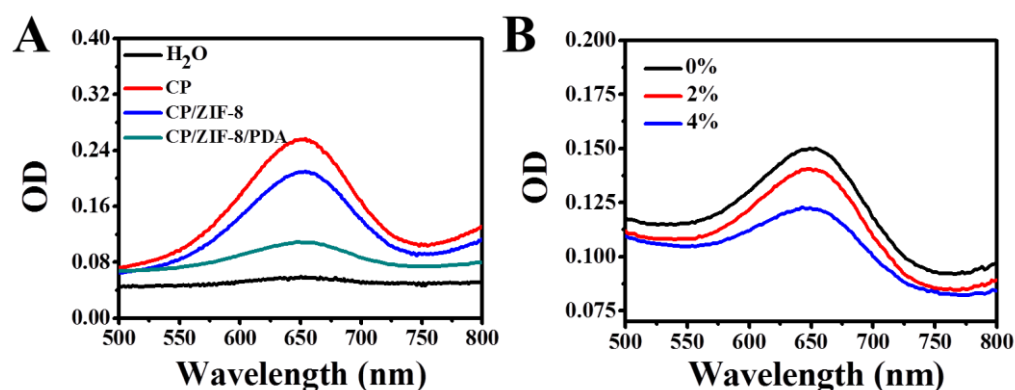 A
0.40
0.32
0.24
0.16
0.08
0.00
OD
H₂O
CP
CP/ZIF-8
CP/ZIF-8/PDA
500 550 600 650 700 750 800
Wavelength (nm)
B
0.200
0.175
0.150
0.125
0.100
0.075
OD
0%
2%
4%
500 550 600 650 700 750 800
Wavelength (nm)